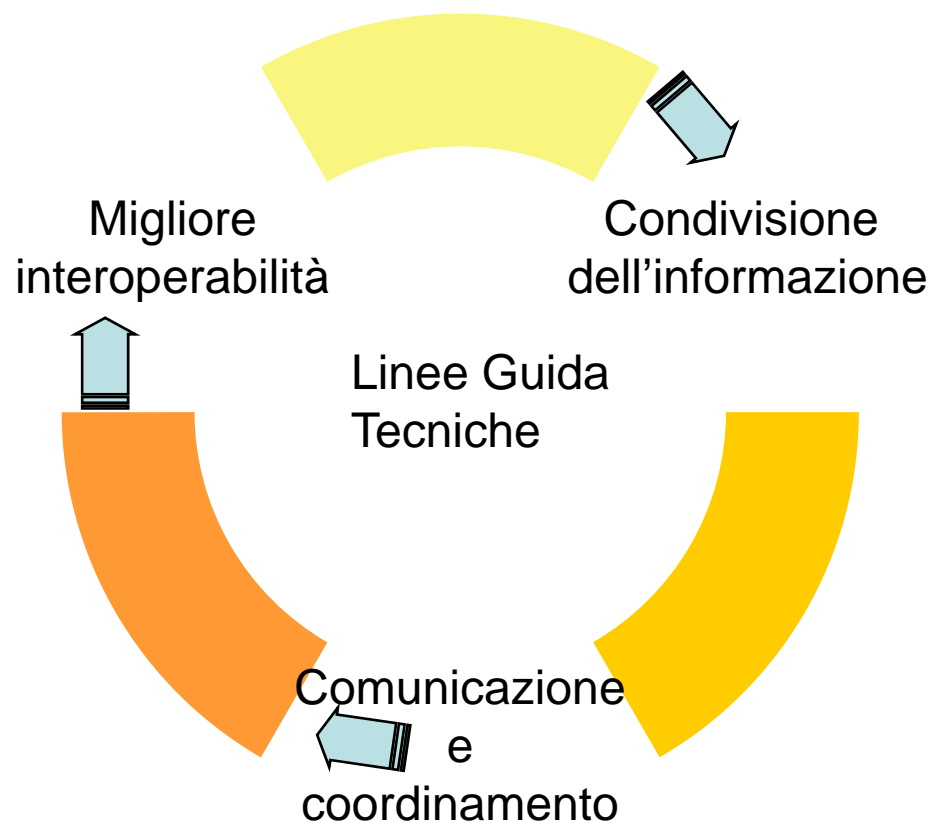 Migliore
interoperabilità
Condivisione
dell’informazione
Linee Guida
Tecniche
Comunicazione
e
coordinamento